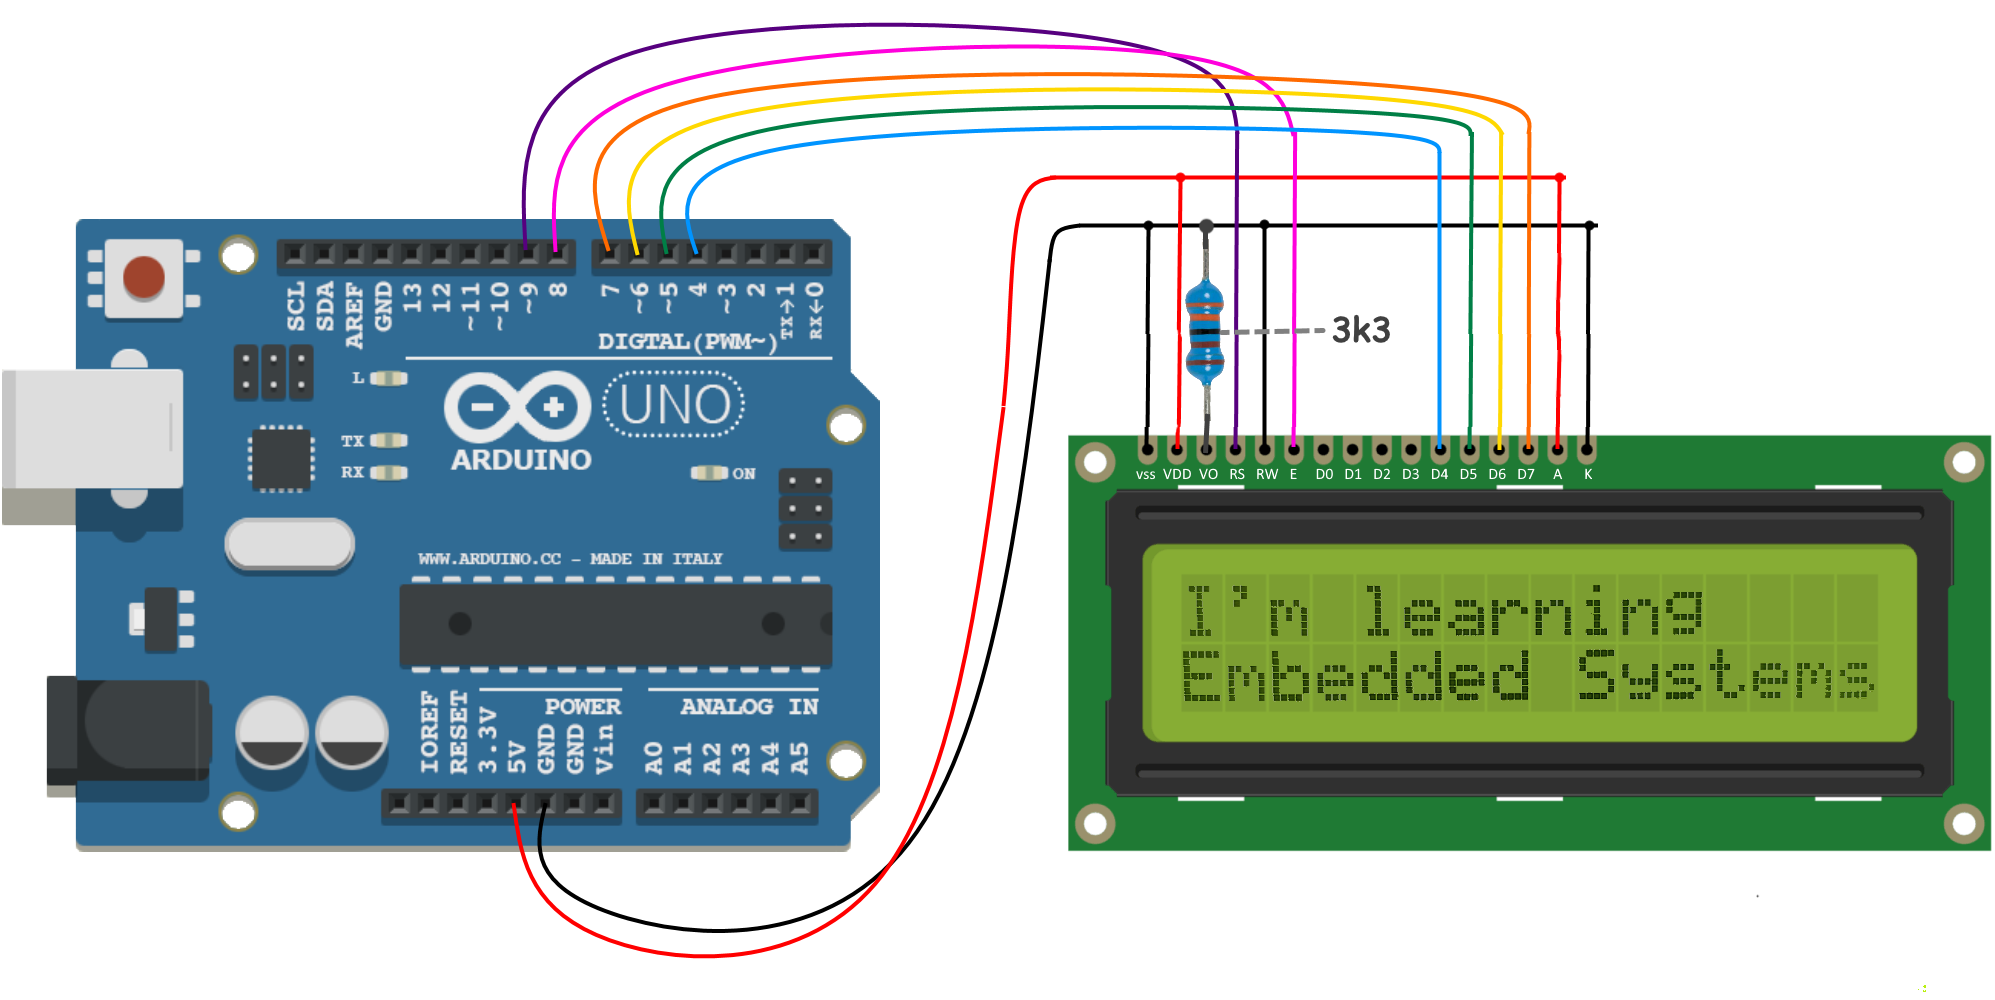 SCL
SDA
AREF
GND
13
12
~11
~10
~9
8
7
~6
~5
4
~3
2
TX→1
RX←0
DIGTAL(PWM~)
L
TX
RX
UNO
ARDUINO
ON
WWW.ARDUINO.CC - MADE IN ITALY
POWER
ANALOG IN
IOREF
RESET
3.3V
5V
GND
GND
Vin
A0
A1
A2
A3
A4
A5
3k3
vss VDD VO RS RW E D0 D1 D2 D3 D4 D5 D6 D7 A K
I'm learning
Embedded Systems